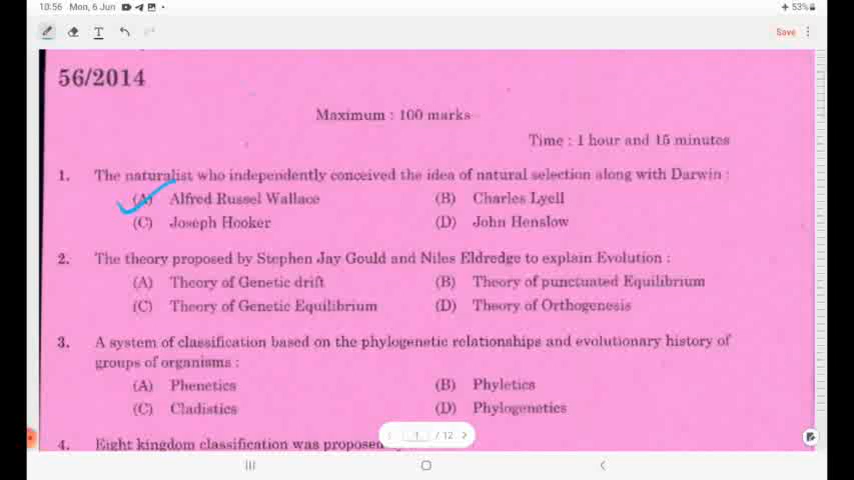 10:56 Mon, 6 Jun
53%
T
Save
56/2014
Maximum : 100 marks
Time : 1 hour and 15 minutes
1. The naturalist who independently conceived the idea of natural selection along with Darwin :
(A) Alfred Russel Wallace (B) Charles Lyell
(C) Joseph Hooker (D) John Henslow
2. The theory proposed by Stephen Jay Gould and Niles Eldredge to explain Evolution :
(A) Theory of Genetic drift (B) Theory of punctuated Equilibrium
(C) Theory of Genetic Equilibrium (D) Theory of Orthogenesis
3. A system of classification based on the phylogenetic relationships and evolutionary history of
groups of organisms :
(A) Phenetics (B) Phyletics
(C) Cladistics (D) Phylogenetics
1 / 12
4. Eight kingdom classification was proposed